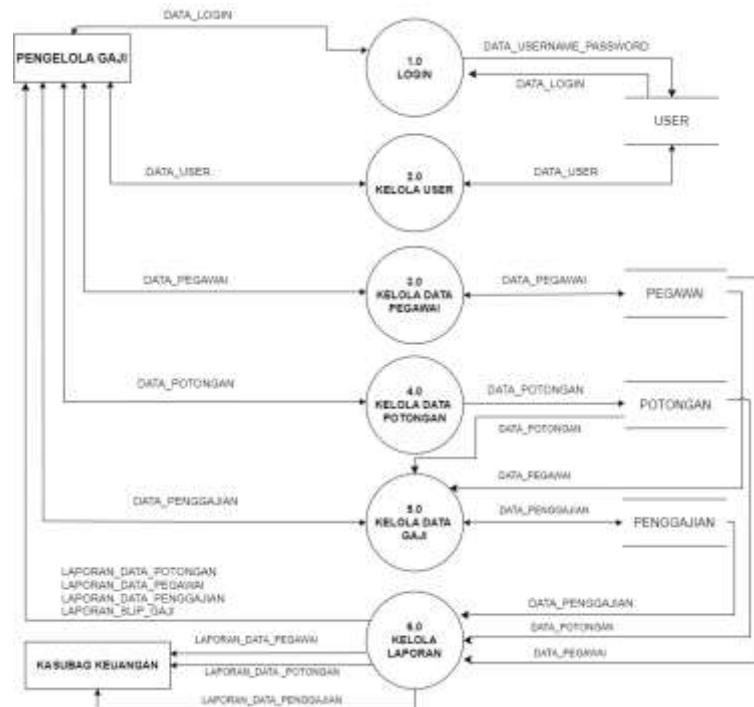 DATA_LOGIN
PENGELOLA GAJI
1.0
LOGIN
DATA_USERNAME_PASSWORD
DATA_LOGIN
USER
DATA_USER
2.0
KELOLA USER
DATA_USER
DATA_PEGAWAI
3.0
KELOLA DATA
PEGAWAI
DATA_PEGAWAI
PEGAWAI
DATA_POTONGAN
4.0
KELOLA DATA
POTONGAN
DATA_POTONGAN
POTONGAN
DATA_POTONGAN
DATA_PEGAWAI
DATA_PENGGAJIAN
5.0
KELOLA DATA
GAJI
DATA_PENGGAJIAN
PENGGAJIAN
LAPORAN_DATA_POTONGAN
LAPORAN_DATA_PEGAWAI
LAPORAN_DATA_PENGGAJIAN
LAPORAN_SLIP_GAJI
6.0
KELOLA
LAPORAN
DATA_PENGGAJIAN
DATA_POTONGAN
DATA_PEGAWAI
LAPORAN_DATA_PEGAWAI
KASUBAG KEUANGAN
LAPORAN_DATA_POTONGAN
LAPORAN_DATA_PENGGAJIAN